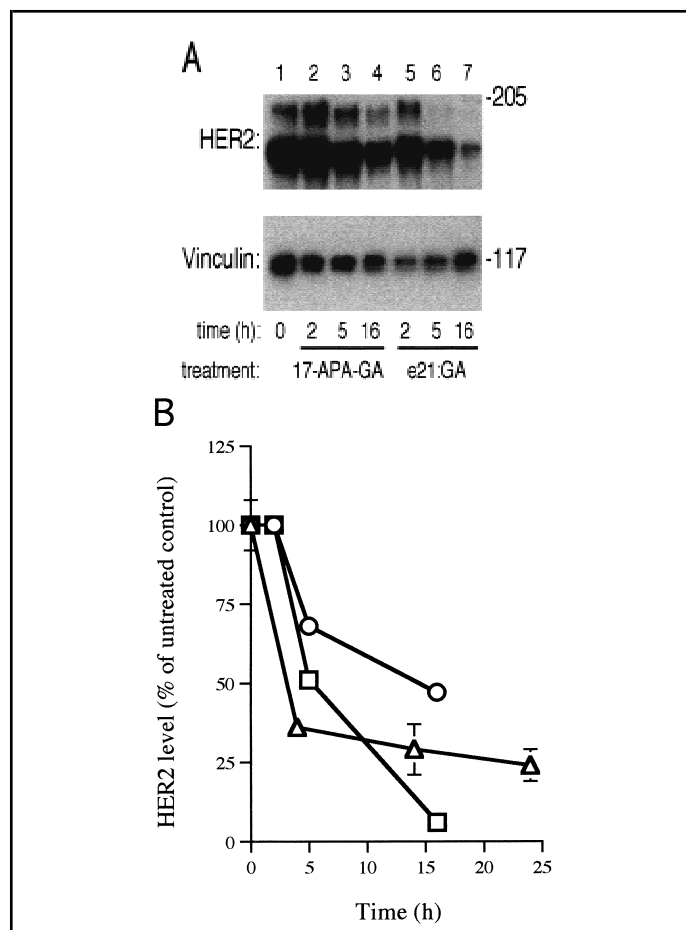 A
1 2 3 4 5 6 7
-205
HER2:
Vinculin:
-117
time (h): 0 2 5 16 2 5 16
treatment: 17-APA-GA e21:GA
B
125
100
75
50
25
0
HER2 level (% of untreated control)
0 5 10 15 20 25
Time (h)